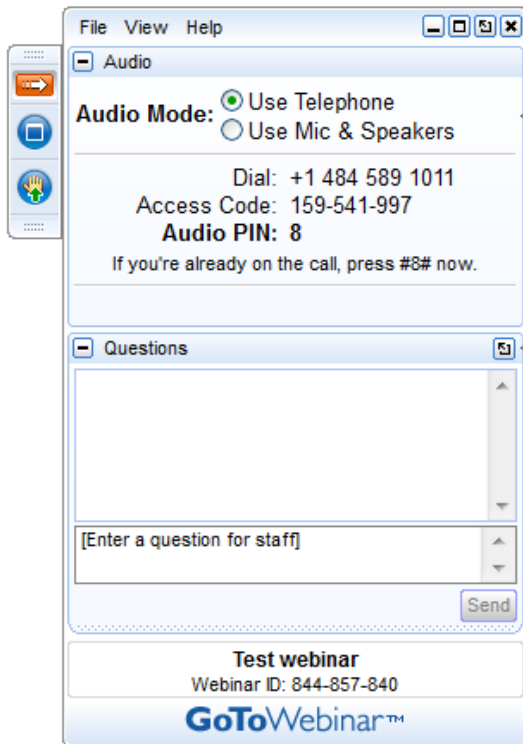 File View Help
Audio
Audio Mode: Use Telephone
Use Mic & Speakers
Dial: +1 484 589 1011
Access Code: 159-541-997
Audio PIN: 8
If you're already on the call, press #8# now.
Questions
[Enter a question for staff]
Send
Test webinar
Webinar ID: 844-857-840
GoToWebinar™